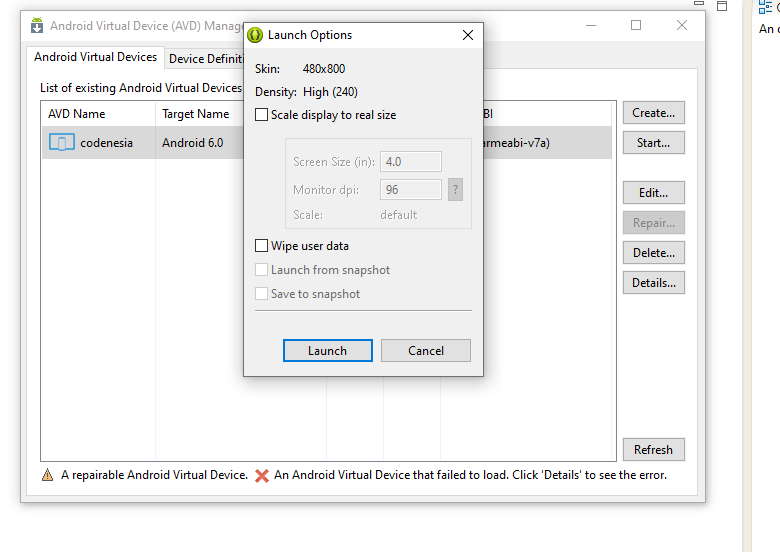 Android Virtual Device (AVD) Manag
Android Virtual Devices
Device Definiti
List of existing Android Virtual Devices
AVD Name
Target Name
BI
codenesia
Android 6.0
armeabi-v7a)
Launch Options
Skin: 480x800
Density: High (240)
Scale display to real size
Screen Size (in): 4.0
Monitor dpi: 96 ?
Scale: default
Wipe user data
Launch from snapshot
Save to snapshot
Launch
Cancel
Create...
Start...
Edit...
Repair...
Delete...
Details...
Refresh
A repairable Android Virtual Device. An Android Virtual Device that failed to load. Click 'Details' to see the error.
An